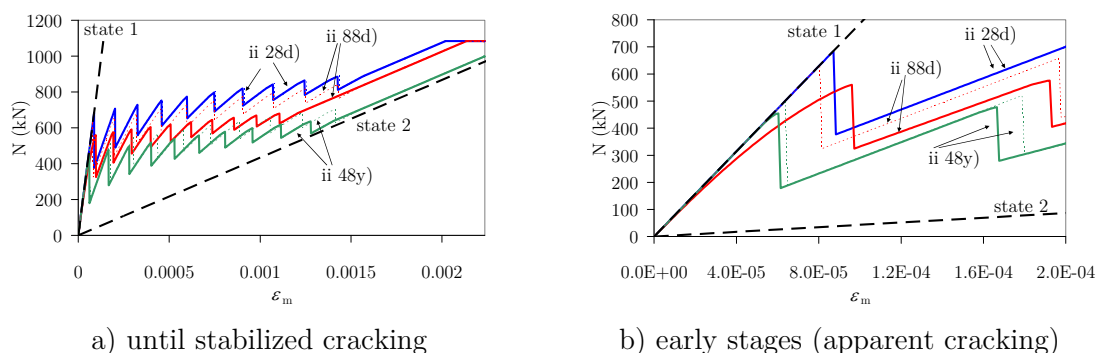 1200
1000
800
600
400
200
0
N (kN)
state 1
ii 28d)
ii 88d)
state 2
ii 48y)
0 0.0005 0.001 0.0015 0.002
ε m
a) until stabilized cracking
800
700
600
500
400
300
200
100
0
N (kN)
state 1
ii 28d)
ii 88d)
ii 48y)
state 2
0.0E+00 4.0E-05 8.0E-05 1.2E-04 1.6E-04 2.0E-04
ε m
b) early stages (apparent cracking)